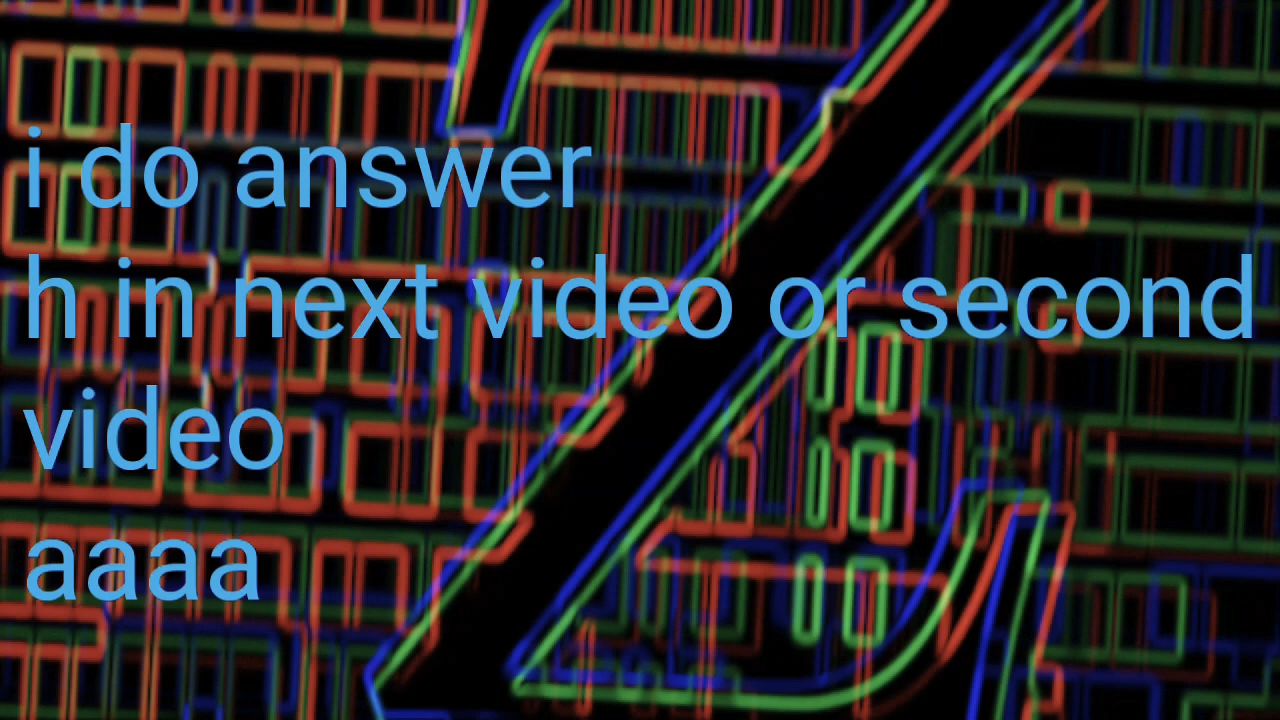 i do answer
h in next video or second
video
aaaa